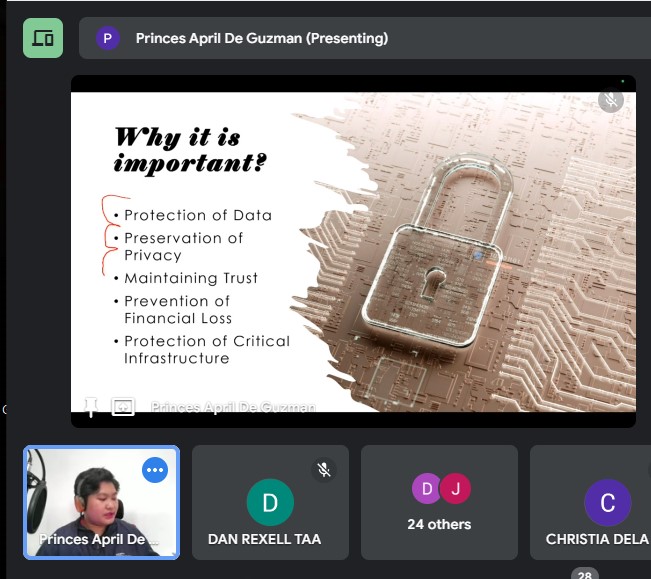 P Princes April De Guzman (Presenting)
Why it is
important?
• Protection of Data
• Preservation of
Privacy
• Maintaining Trust
• Prevention of
Financial Loss
• Protection of Critical
Infrastructure
Princes April De Guzman
Princes April De ...
D
DAN REXELL TAA
D J
24 others
C
CHRISTIA DELA
28